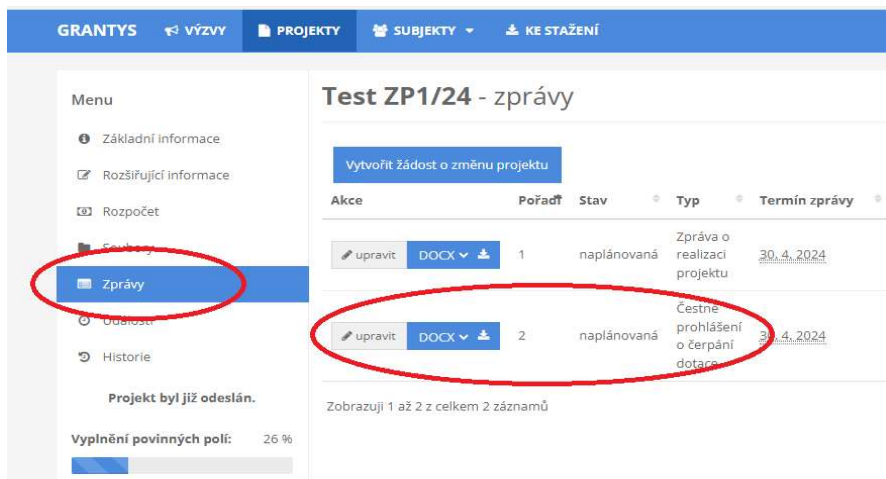 GRANTYS VÝZVY PROJEKTY SUBJEKTY KE STAŽENÍ
Menu
Základní informace
Rozšiřující informace
Rozpočet
Soubory
Zprávy
Události
Historie
Projekt byl již odeslán.
Vyplnění povinných polí: 26 %
Test ZP1/24 - zprávy
Vytvořit žádost o změnu projektu
Akce Pořadí Stav Typ Termín zprávy
upravit DOCX 1 naplánovaná Zpráva o
realizaci
projektu
30. 4. 2024
upravit DOCX 2 naplánovaná Čestné
prohlášení
o čerpání
dotace
30. 4. 2024
Zobrazuji 1 až 2 z celkem 2 záznamů